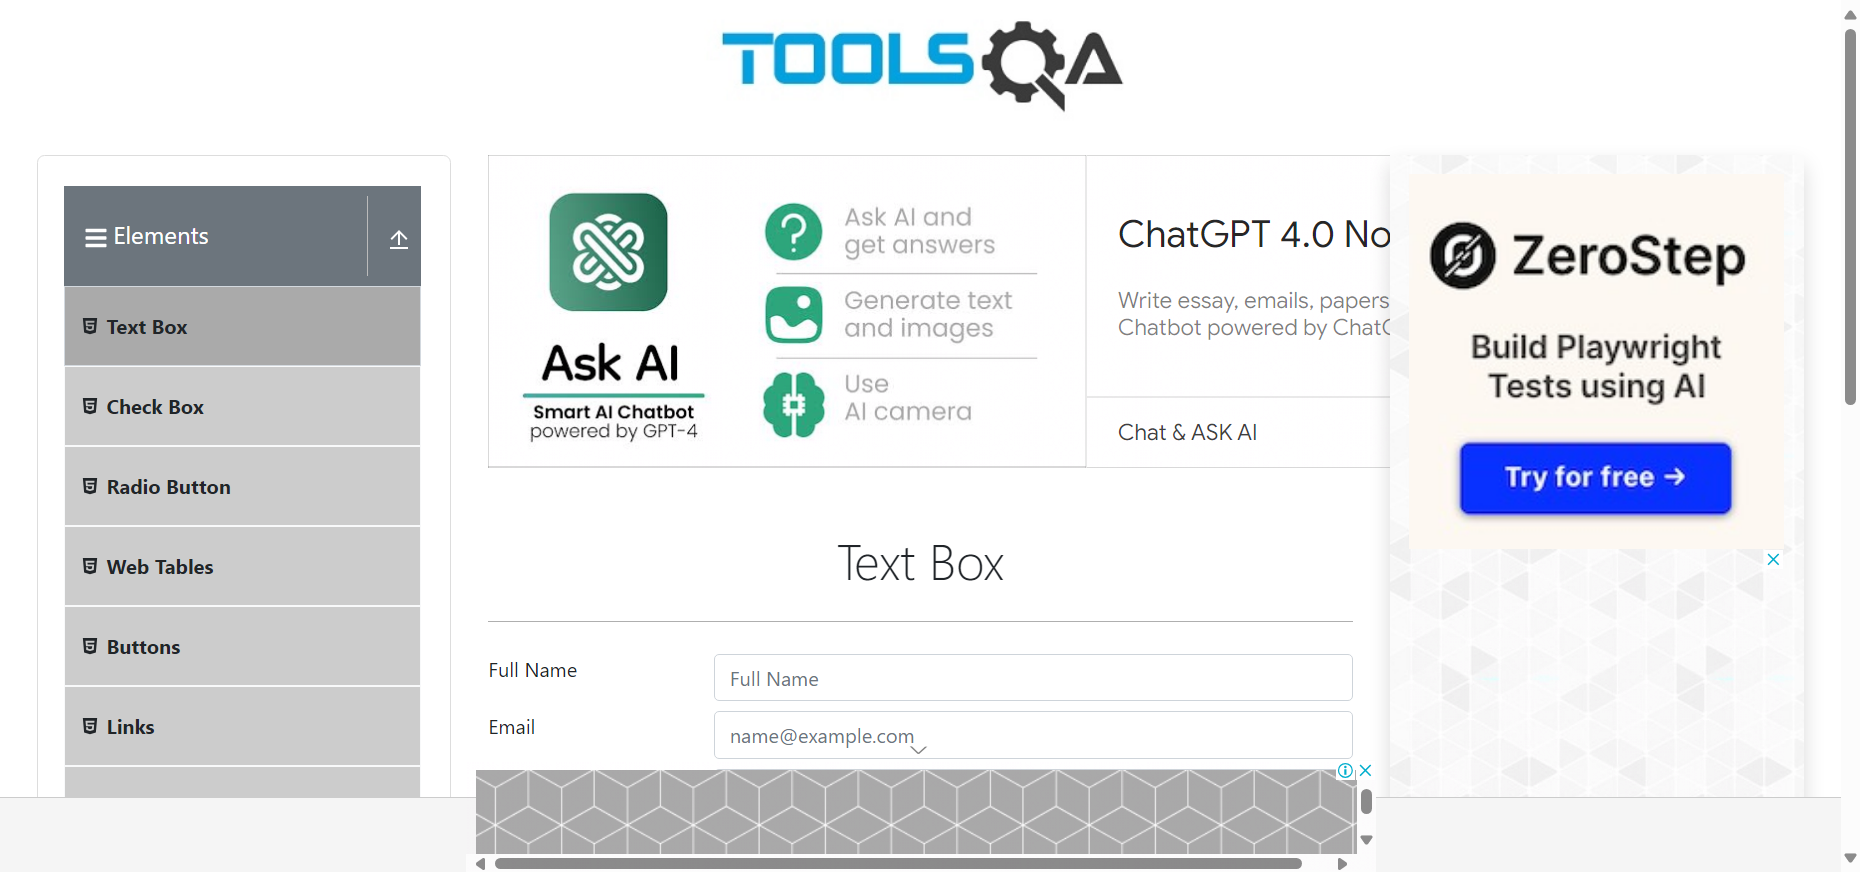 TOOLSQA
Elements
Text Box
Check Box
Radio Button
Web Tables
Buttons
Links
Ask AI
Smart AI Chatbot
powered by GPT-4
Ask AI and
get answers
Generate text
and images
Use
AI camera
ChatGPT 4.0 No
Write essay, emails, papers
Chatbot powered by Chat
Chat & ASK AI
ZeroStep
Build Playwright
Tests using AI
Try for free →
Text Box
Full Name
Full Name
Email
name@example.com